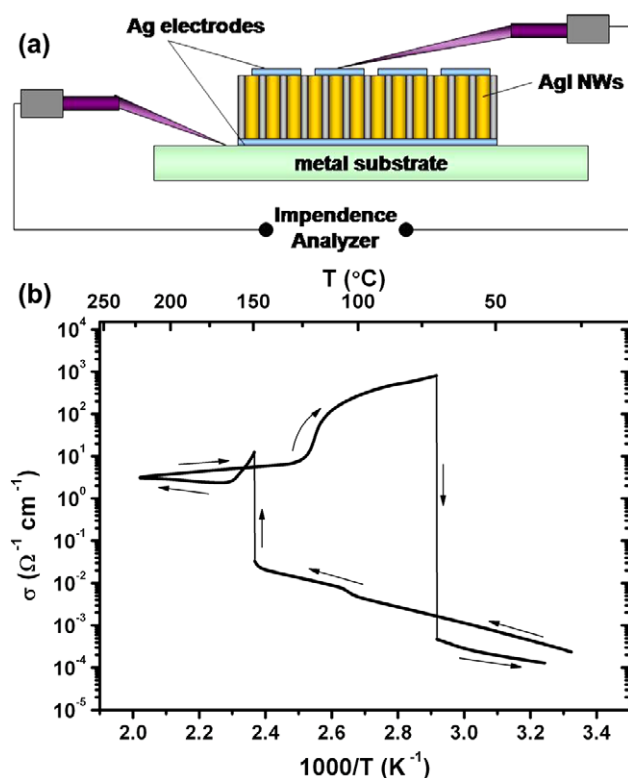 (a)
Ag electrodes
AgI NWs
metal substrate
Impendence
Analyzer
(b)
T (°C)
250 200 150 100 50
10⁴
10³
10²
10¹
10⁰
10⁻¹
10⁻²
10⁻³
10⁻⁴
10⁻⁵
σ (Ω⁻¹ cm⁻¹)
2.0 2.2 2.4 2.6 2.8 3.0 3.2 3.4
1000/T (K⁻¹)